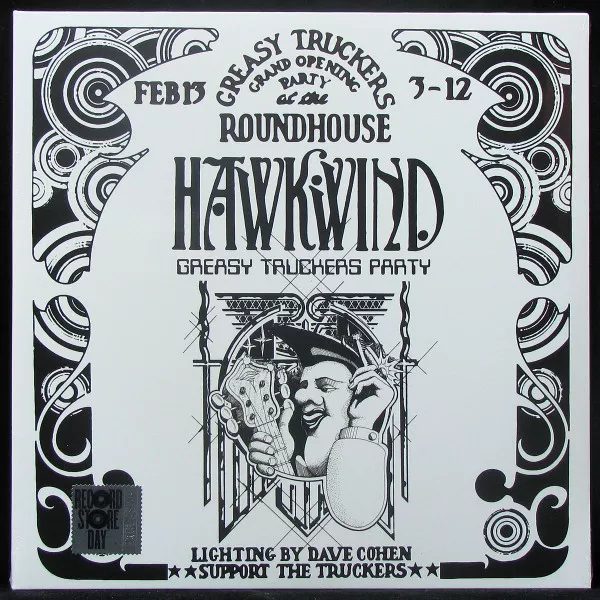 GREASY TRUCKERS
GRAND OPENING
PARTY
FEB 13
at the
3-12
ROUNDHOUSE
HAWKWIND
GREASY TRUCKERS PARTY
RECORD
STORE
DAY
LIGHTING BY DAVE COHEN
★★SUPPORT THE TRUCKERS★★